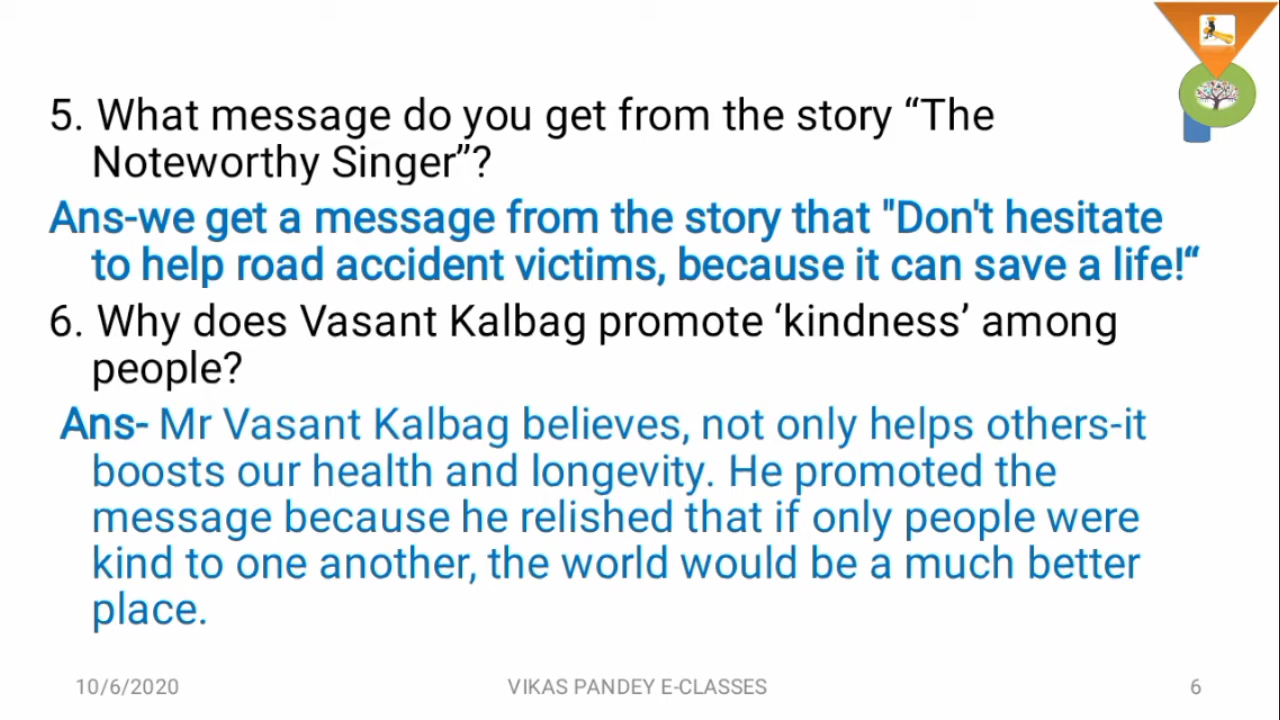 5. What message do you get from the story “The
Noteworthy Singer”?
Ans-we get a message from the story that "Don't hesitate
to help road accident victims, because it can save a life!“
6. Why does Vasant Kalbag promote ‘kindness’ among
people?
Ans- Mr Vasant Kalbag believes, not only helps others-it
boosts our health and longevity. He promoted the
message because he relished that if only people were
kind to one another, the world would be a much better
place.
10/6/2020
VIKAS PANDEY E-CLASSES
6